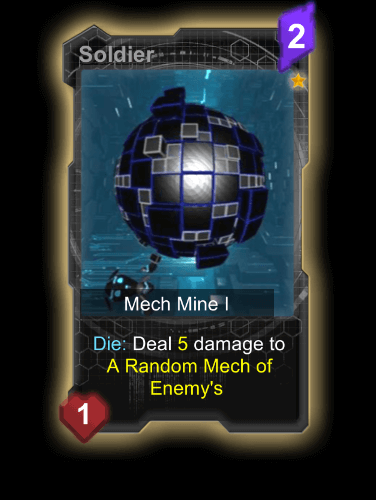 Soldier
2
Mech Mine I
Die: Deal 5 damage to
A Random Mech of
Enemy's
1